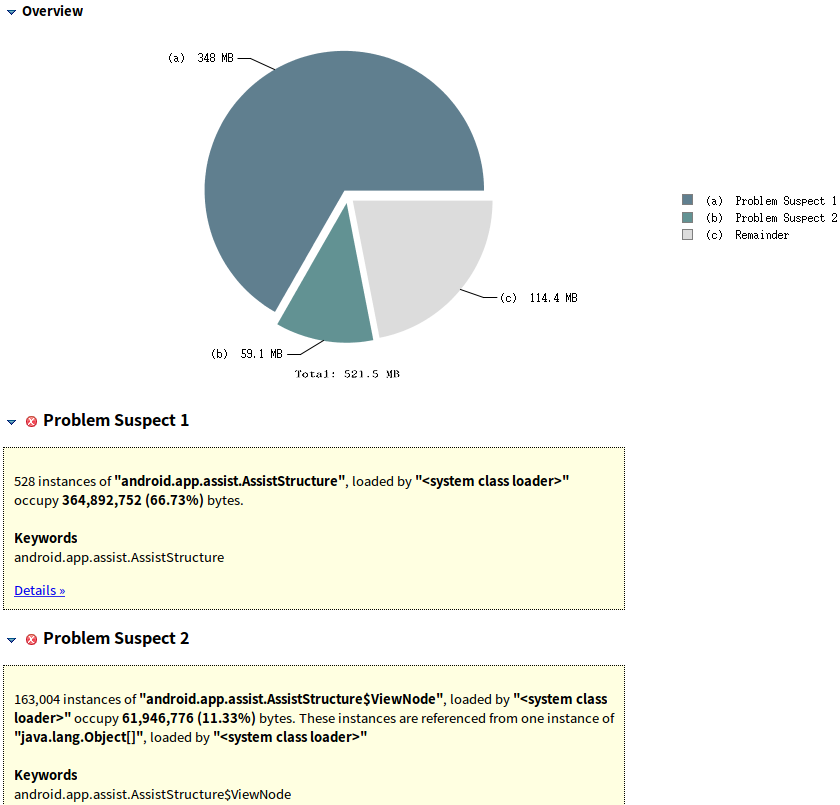 Overview
(a) 348 MB
(a) Problem Suspect 1
(b) Problem Suspect 2
(c) Remainder
(c) 114.4 MB
(b) 59.1 MB
Total: 521.5 MB
Problem Suspect 1
528 instances of "android.app.assist.AssistStructure", loaded by "<system class loader>"
occupy 364,892,752 (66.73%) bytes.
Keywords
android.app.assist.AssistStructure
Details »
Problem Suspect 2
163,004 instances of "android.app.assist.AssistStructure$ViewNode", loaded by "<system class
loader>" occupy 61,946,776 (11.33%) bytes. These instances are referenced from one instance of
"java.lang.Object[]", loaded by "<system class loader>"
Keywords
android.app.assist.AssistStructure$ViewNode